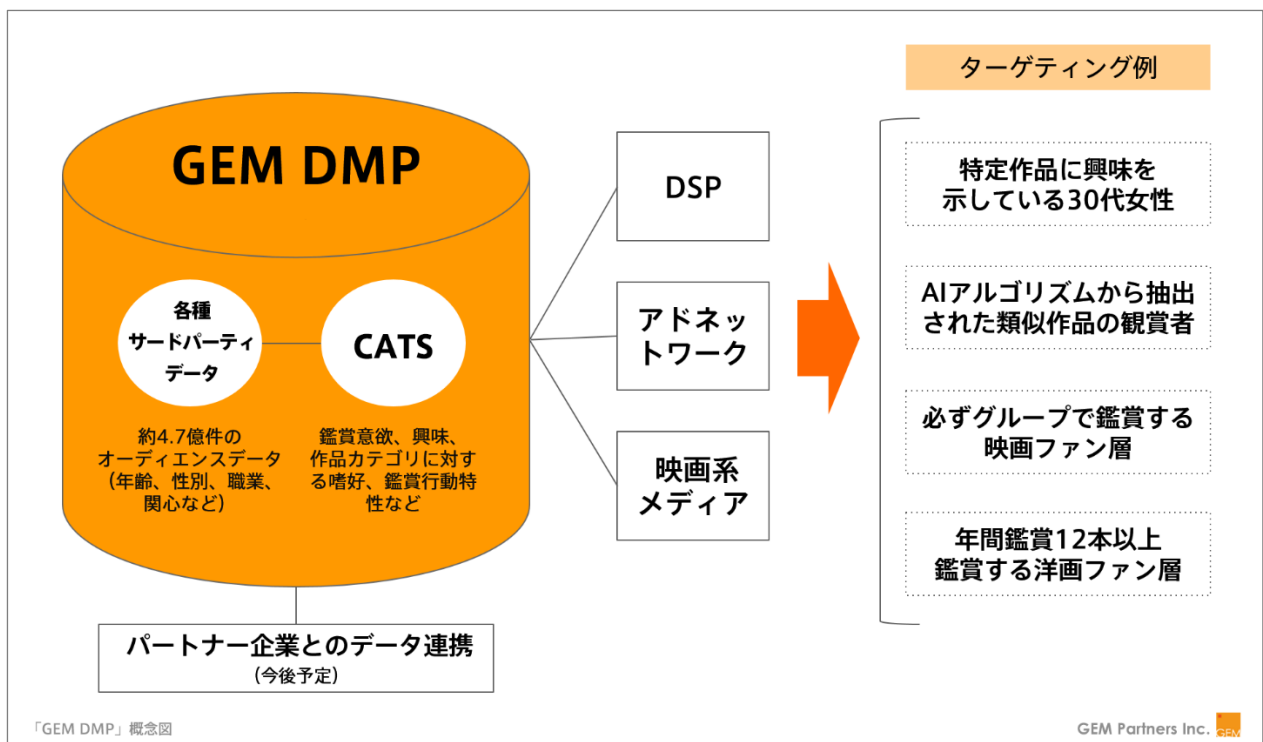 ターゲティング例
GEM DMP
各種
サードパーティ
データ
CATS
約4.7億件の
オーディエンスデータ
(年齢、性別、職業、
関心など)
鑑賞意欲、興味、
作品カテゴリに対す
る嗜好、鑑賞行動特
性など
パートナー企業とのデータ連携
(今後予定)
DSP
アドネッ
トワーク
映画系
メディア
特定作品に興味を
示している30代女性
AIアルゴリズムから抽出
された類似作品の観賞者
必ずグループで鑑賞する
映画ファン層
年間鑑賞12本以上
鑑賞する洋画ファン層
「GEM DMP」概念図
GEM Partners Inc.
GEM